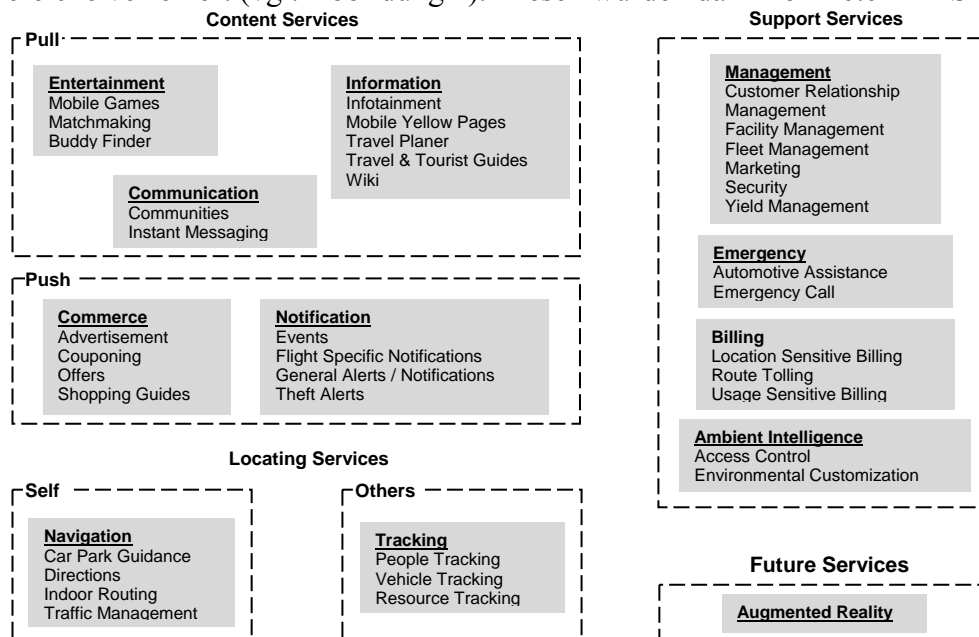 Content Services
Pull
Entertainment
Mobile Games
Matchmaking
Buddy Finder
Information
Infotainment
Mobile Yellow Pages
Travel Planer
Travel & Tourist Guides
Wiki
Communication
Communities
Instant Messaging
Push
Commerce
Advertisement
Couponing
Offers
Shopping Guides
Notification
Events
Flight Specific Notifications
General Alerts / Notifications
Theft Alerts
Locating Services
Self
Navigation
Car Park Guidance
Directions
Indoor Routing
Traffic Management
Others
Tracking
People Tracking
Vehicle Tracking
Resource Tracking
Support Services
Management
Customer Relationship
Management
Facility Management
Fleet Management
Marketing
Security
Yield Management
Emergency
Automotive Assistance
Emergency Call
Billing
Location Sensitive Billing
Route Tolling
Usage Sensitive Billing
Ambient Intelligence
Access Control
Environmental Customization
Future Services
Augmented Reality